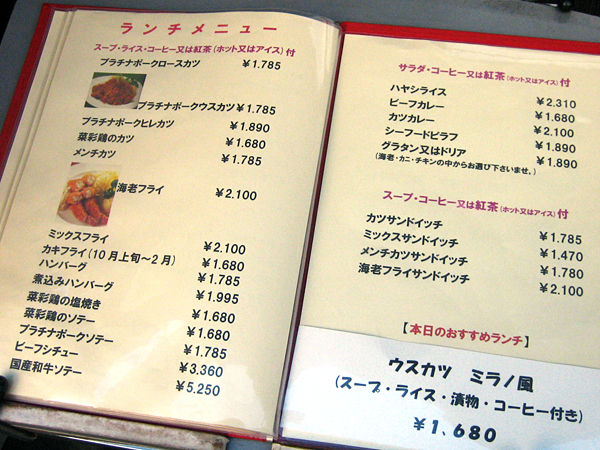 ランチメニュー
スープ・ライス・コーヒー又は紅茶(ホット又はアイス)付
プラチナポークロースカツ ￥1.785
プラチナポークウスカツ ￥1.785
プラチナポークヒレカツ ￥1.890
菜彩鶏のカツ ￥1.680
メンチカツ ￥1.785
海老フライ ￥2.100
ミックスフライ ￥2.100
カキフライ(10月上旬～2月) ￥1.680
ハンバーグ ￥1.785
煮込みハンバーグ ￥1.995
菜彩鶏の塩焼き ￥1.680
菜彩鶏のソテー ￥1.680
プラチナポークソテー ￥1.785
ビーフシチュー ￥3.360
国産和牛ソテー ￥5.250
サラダ・コーヒー又は紅茶(ホット又はアイス)付
ハヤシライス ￥2.310
ビーフカレー ￥1.680
カツカレー ￥2.100
シーフードピラフ ￥1.890
グラタン又はドリア ￥1.890
(海老・カニ・チキンの中からお選び下さいませ。)
スープ・コーヒー又は紅茶(ホット又はアイス)付
カツサンドイッチ ￥1.785
ミックスサンドイッチ ￥1.470
メンチカツサンドイッチ ￥1.780
海老フライサンドイッチ ￥2.100
【本日のおすすめランチ】
ウスカツ ミラノ風
(スープ・ライス・漬物・コーヒー付き)
￥1,680